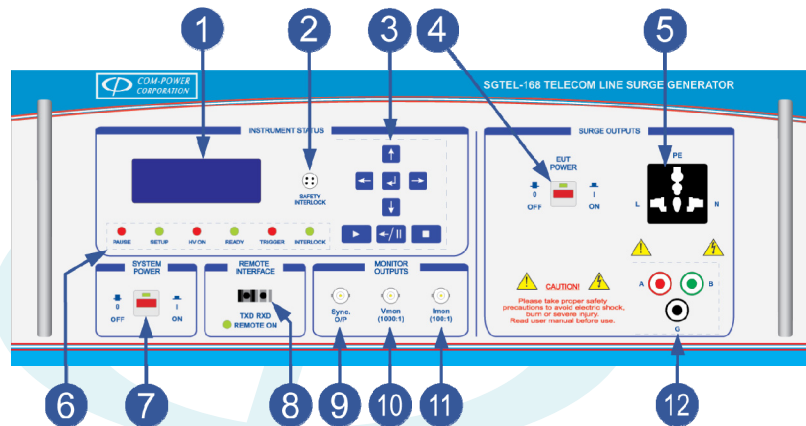 1 2 3 4 5
COM-POWER
CORPORATION
SGTEL-168 TELECOM LINE SURGE GENERATOR
INSTRUMENT STATUS
SURGE OUTPUTS
SAFETY
INTERLOCK
PAUSE SETUP HV ON READY TRIGGER INTERLOCK
EUT
POWER
0
OFF
I
ON
PE
L N
SYSTEM
POWER
0
OFF
I
ON
REMOTE
INTERFACE
TXD RXD
REMOTE ON
MONITOR
OUTPUTS
Sync.
O/P
Vmon
(1000:1)
Imon
(100:1)
CAUTION!
Please take proper safety
precautions to avoid electric shock,
burn or severe injury.
Read user manual before use.
A B
G
6 7 8 9 10 11 12